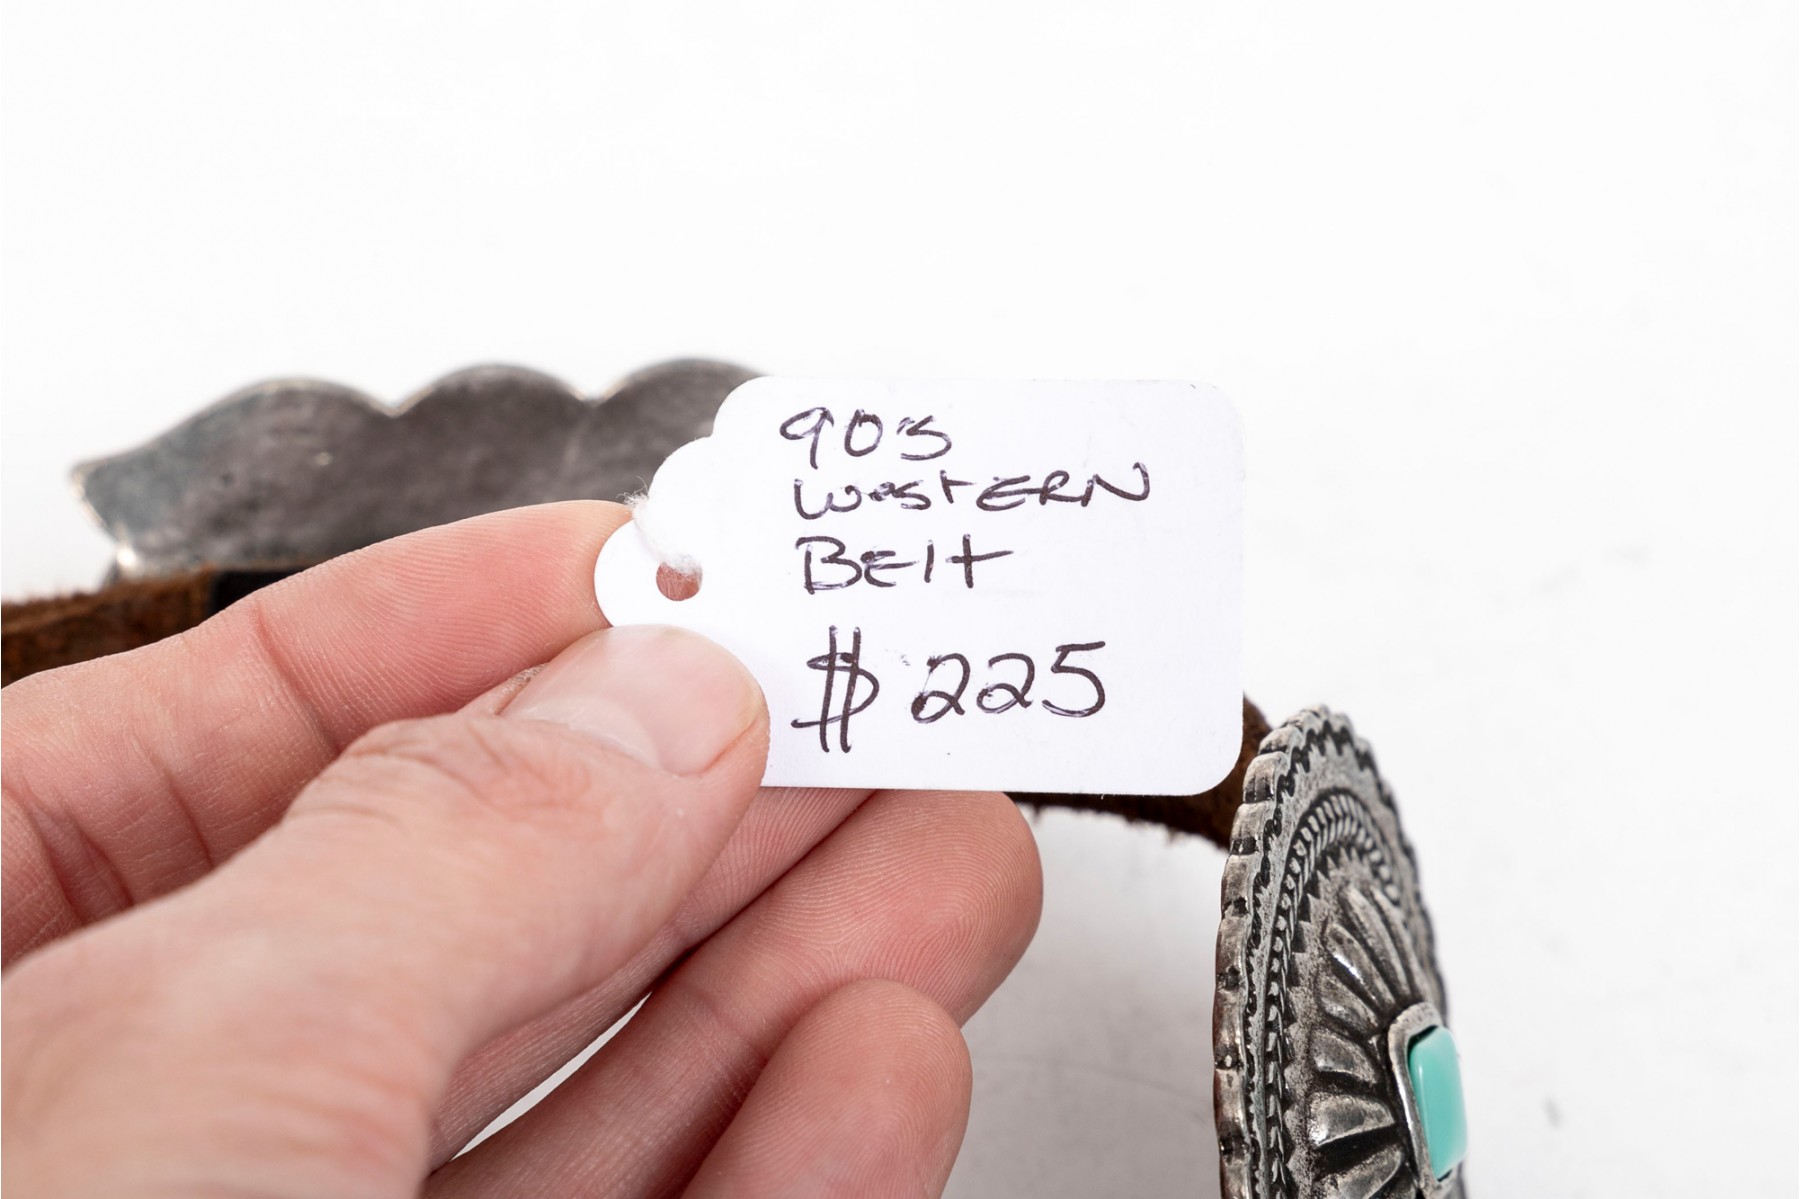 90's
WESTERN
BElt
$ 225